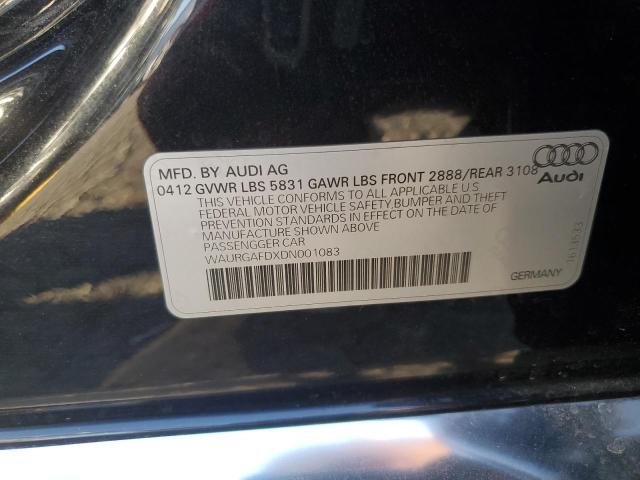 MFD. BY AUDI AG
0412 GVWR LBS 5831 GAWR LBS FRONT 2888/REAR 3108
Audi
THIS VEHICLE CONFORMS TO ALL APPLICABLE U.S
FEDERAL MOTOR VEHICLE SAFETY,BUMPER AND THEFT
PREVENTION STANDARDS IN EFFECT ON THE DATE OF
MANUFACTURE SHOWN ABOVE
PASSENGGER CAR
WAURGAFDXDN001083
GERMANY
7614533